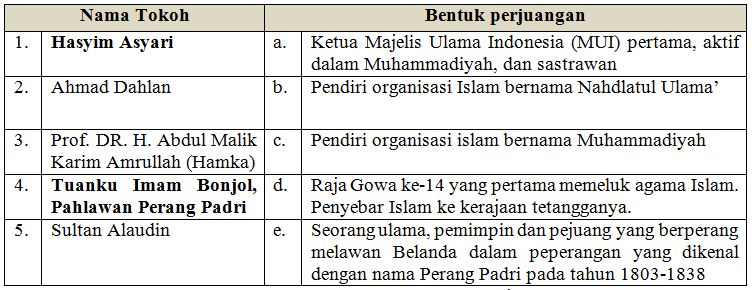 Nama Tokoh Bentuk perjuangan
1. Hasyim Asyari a. Ketua Majelis Ulama Indonesia (MUI) pertama, aktif
dalam Muhammadiyah, dan sastrawan
2. Ahmad Dahlan b. Pendiri organisasi Islam bernama Nahdlatul Ulama’
3. Prof. DR. H. Abdul Malik c. Pendiri organisasi islam bernama Muhammadiyah
Karim Amrullah (Hamka)
4. Tuanku Imam Bonjol, d. Raja Gowa ke-14 yang pertama memeluk agama Islam.
Pahlawan Perang Padri Penyebar Islam ke kerajaan tetangganya.
5. Sultan Alaudin e. Seorang ulama, pemimpin dan pejuang yang berperang
melawan Belanda dalam peperangan yang dikenal
dengan nama Perang Padri pada tahun 1803-1838